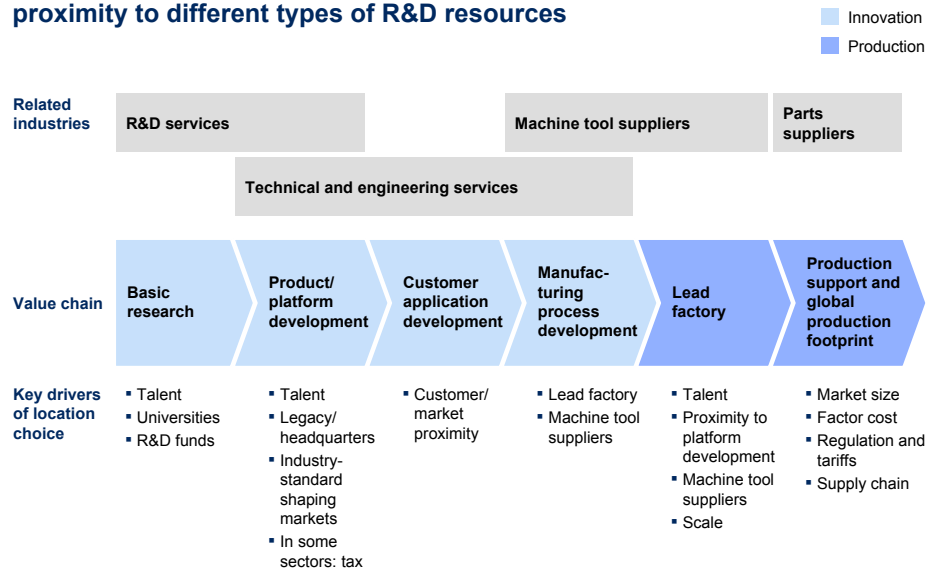 proximity to different types of R&D resources
Innovation
Production
Related
industries
R&D services
Machine tool suppliers
Parts
suppliers
Technical and engineering services
Value chain
Basic
research
Product/
platform
development
Customer
application
development
Manufac-
turing
process
development
Lead
factory
Production
support and
global
production
footprint
Key drivers
of location
choice
▪ Talent
▪ Universities
▪ R&D funds
▪ Talent
▪ Legacy/
headquarters
▪ Industry-
standard
shaping
markets
▪ In some
sectors: tax
▪ Customer/
market
proximity
▪ Lead factory
▪ Machine tool
suppliers
▪ Talent
▪ Proximity to
platform
development
▪ Machine tool
suppliers
▪ Scale
▪ Market size
▪ Factor cost
▪ Regulation and
tariffs
▪ Supply chain